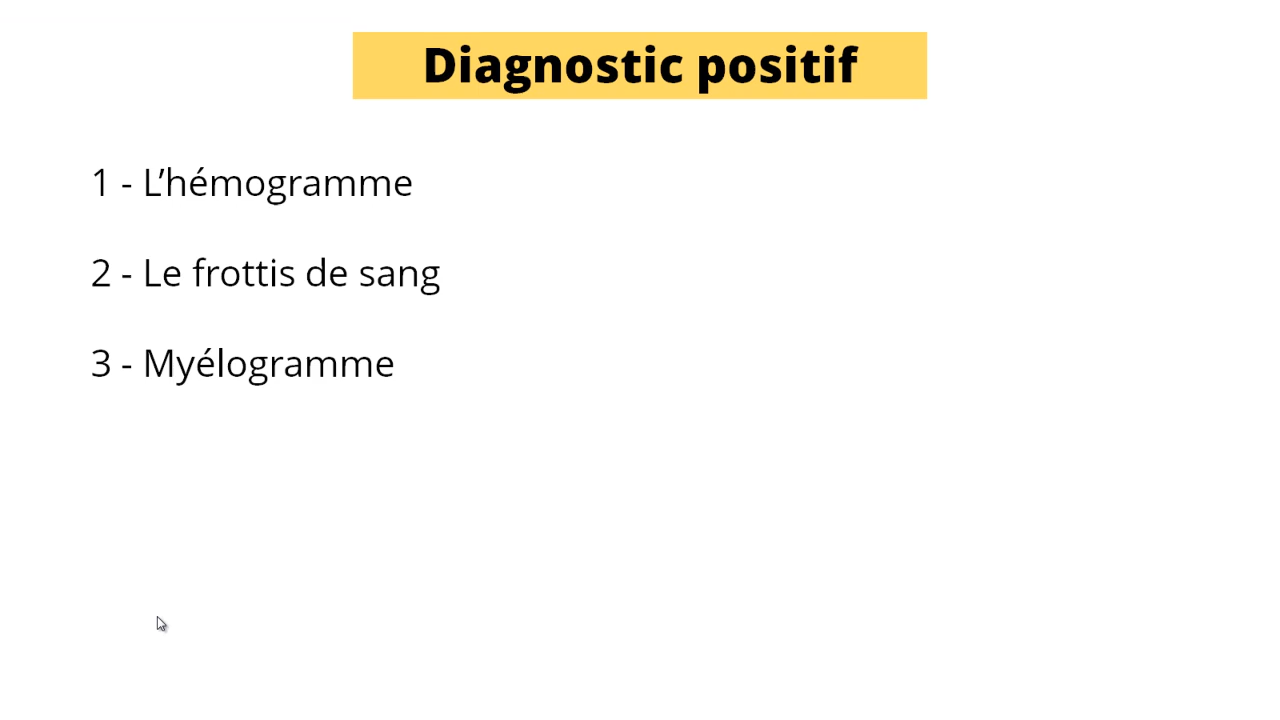 Diagnostic positif
1 - L’hémogramme
2 - Le frottis de sang
3 - Myélogramme